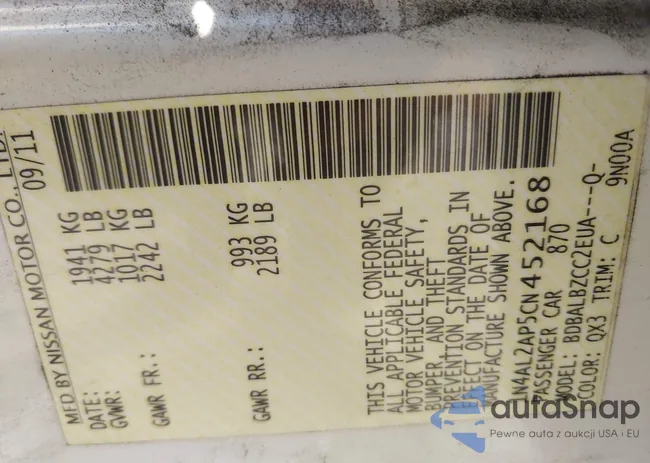 MFD BY NISSAN MOTOR CO., LTD.
DATE: 09/11
GVWR: 1941 KG
4279 LB
GAWR FR.: 1017 KG
2242 LB
GAWR RR.: 993 KG
2189 LB
THIS VEHICLE CONFORMS TO
ALL APPLICABLE FEDERAL
MOTOR VEHICLE SAFETY,
BUMPER, AND THEFT
PREVENTION STANDARDS IN
EFFECT ON THE DATE OF
MANUFACTURE SHOWN ABOVE.
1N4AL2AP5CN452168
PASSENGER CAR 870
MODEL: BDBALBZCC2EUA---Q-
COLOR: QX3 TRIM: C 9N00A
autaSnap
Pewne auta z aukcji USA i EU